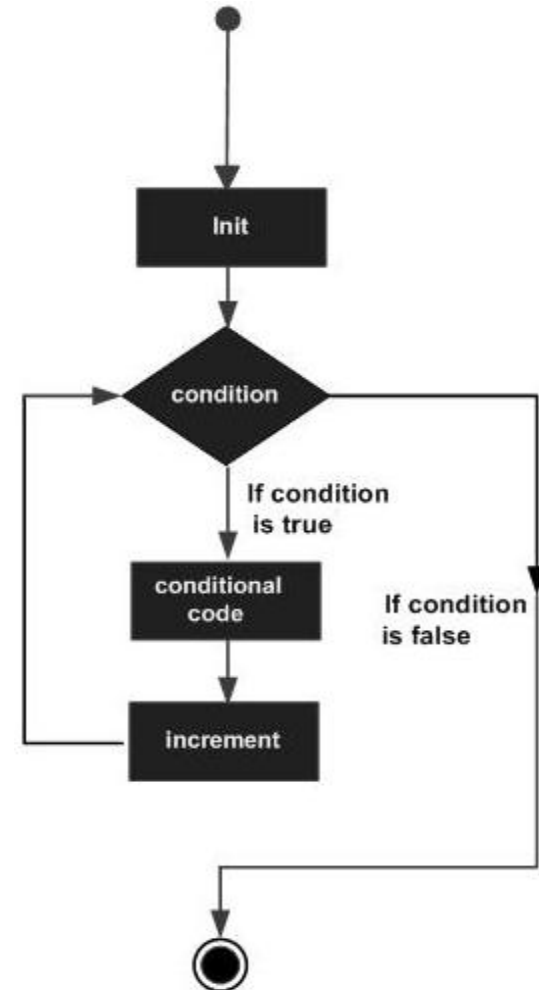 Init
condition
If condition
is true
conditional
code
If condition
is false
increment